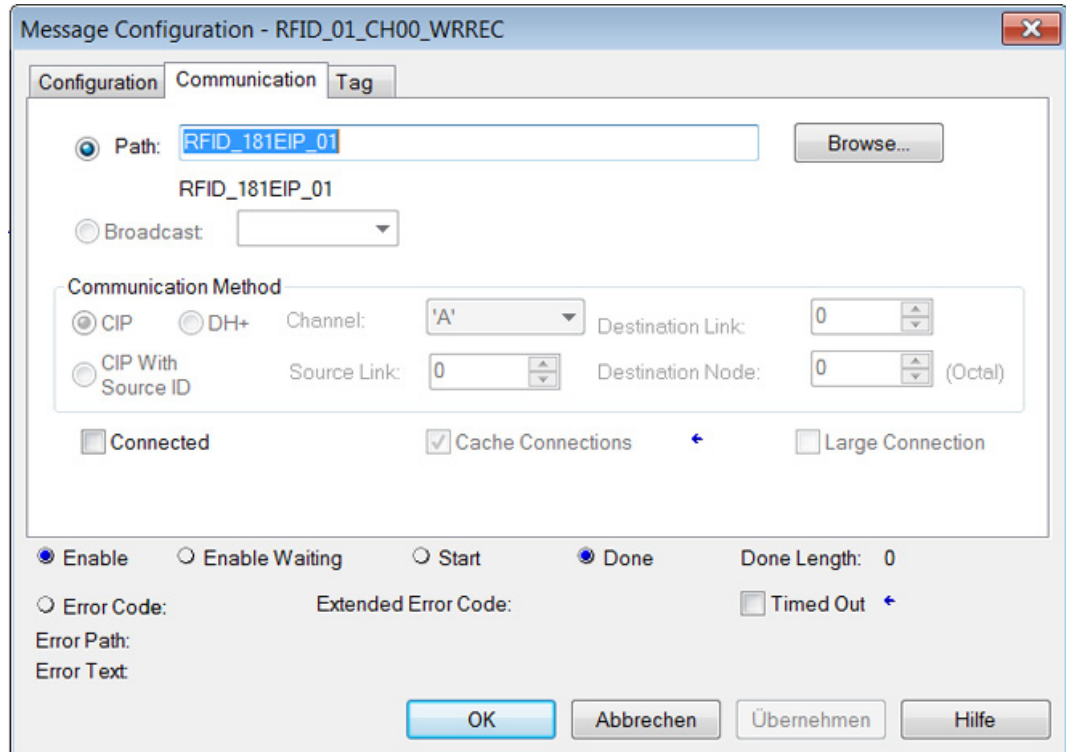 Message Configuration - RFID_01_CH00_WRREC
Configuration Communication Tag
Path: RFID_181EIP_01 Browse...
RFID_181EIP_01
Broadcast:
Communication Method
CIP DH+ Channel: 'A' Destination Link: 0
CIP With Source ID Source Link: 0 Destination Node: 0 (Octal)
Connected Cache Connections Large Connection
Enable Enable Waiting Start Done Done Length: 0
Error Code: Extended Error Code: Timed Out
Error Path:
Error Text:
OK Abbrechen Übernehmen Hilfe